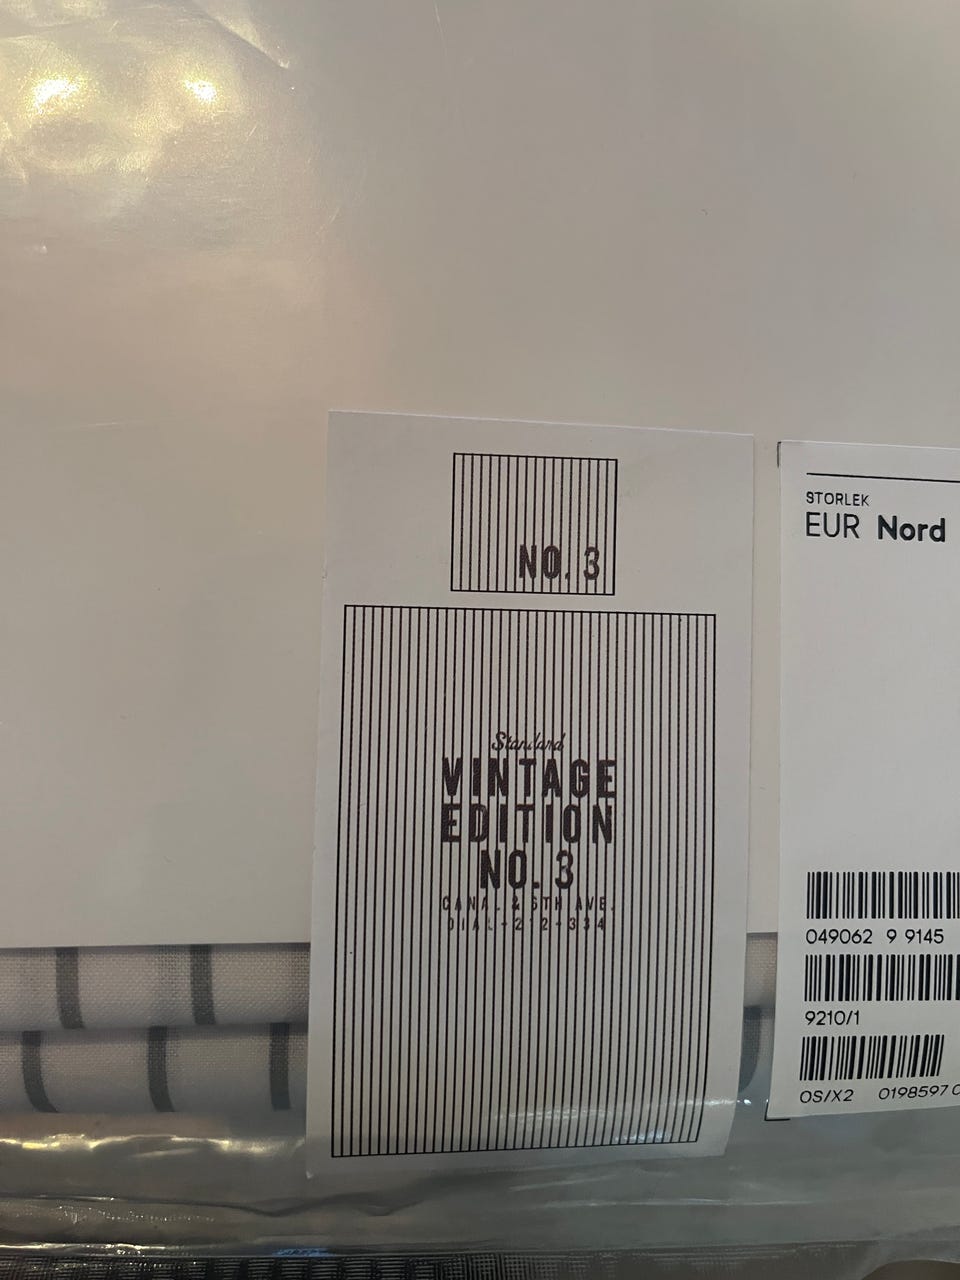 NO. 3
Standard
VINTAGE
EDITION
NO. 3
CANAL & 6TH AVE.
DIAL-212-334
STORLEK
EUR Nord
049062 9 9145
9210/1
OS/X2 0198597